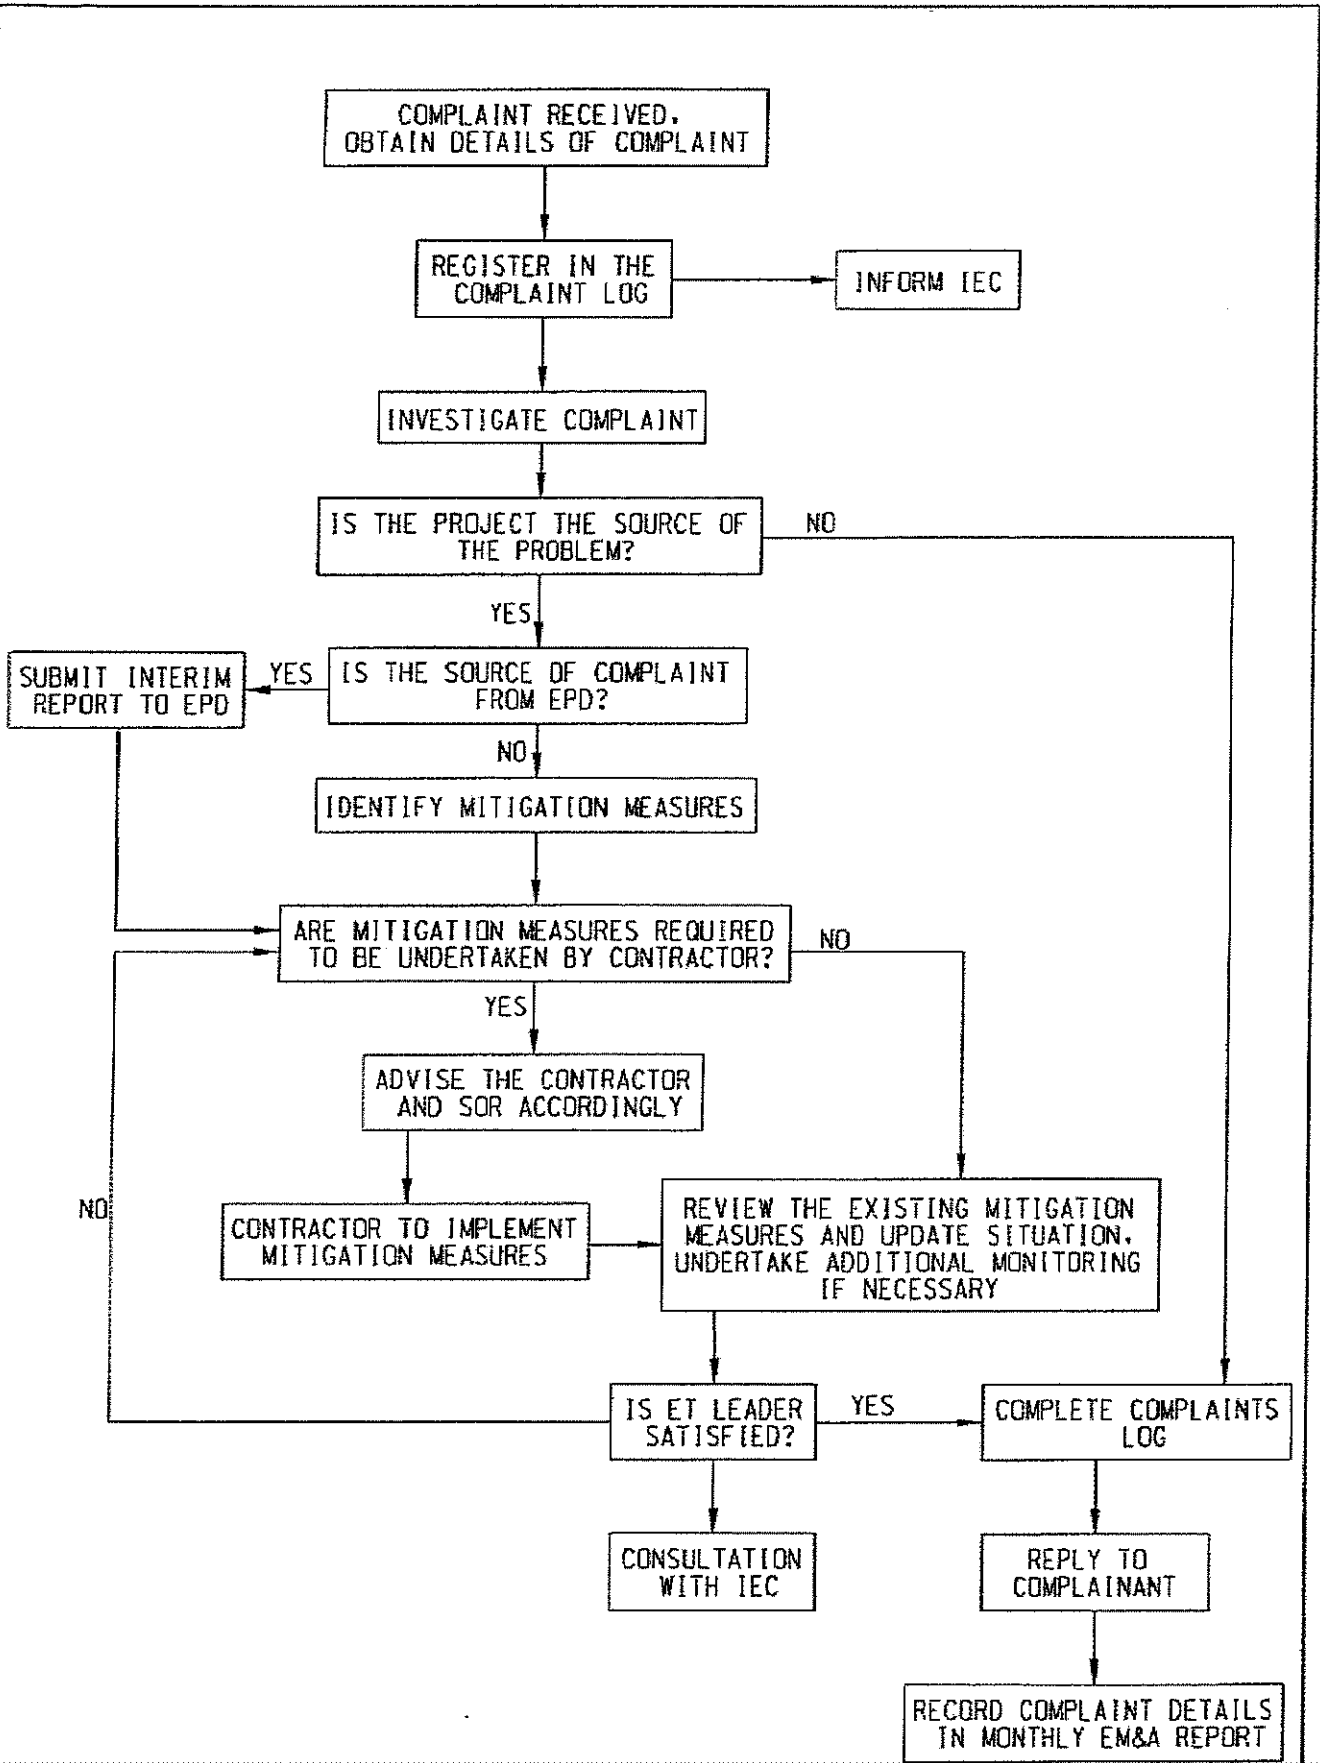 COMPLAINT RECEIVED.
OBTAIN DETAILS OF COMPLAINT
REGISTER IN THE
COMPLAINT LOG
INFORM IEC
INVESTIGATE COMPLAINT
IS THE PROJECT THE SOURCE OF
THE PROBLEM?
NO
YES
IS THE SOURCE OF COMPLAINT
FROM EPD?
YES
SUBMIT INTERIM
REPORT TO EPD
NO
IDENTIFY MITIGATION MEASURES
ARE MITIGATION MEASURES REQUIRED
TO BE UNDERTAKEN BY CONTRACTOR?
NO
YES
ADVISE THE CONTRACTOR
AND SOR ACCORDINGLY
NO
CONTRACTOR TO IMPLEMENT
MITIGATION MEASURES
REVIEW THE EXISTING MITIGATION
MEASURES AND UPDATE SITUATION.
UNDERTAKE ADDITIONAL MONITORING
IF NECESSARY
IS ET LEADER
SATISFIED?
YES
COMPLETE COMPLAINTS
LOG
CONSULTATION
WITH IEC
REPLY TO
COMPLAINANT
RECORD COMPLAINT DETAILS
IN MONTHLY EM&A REPORT